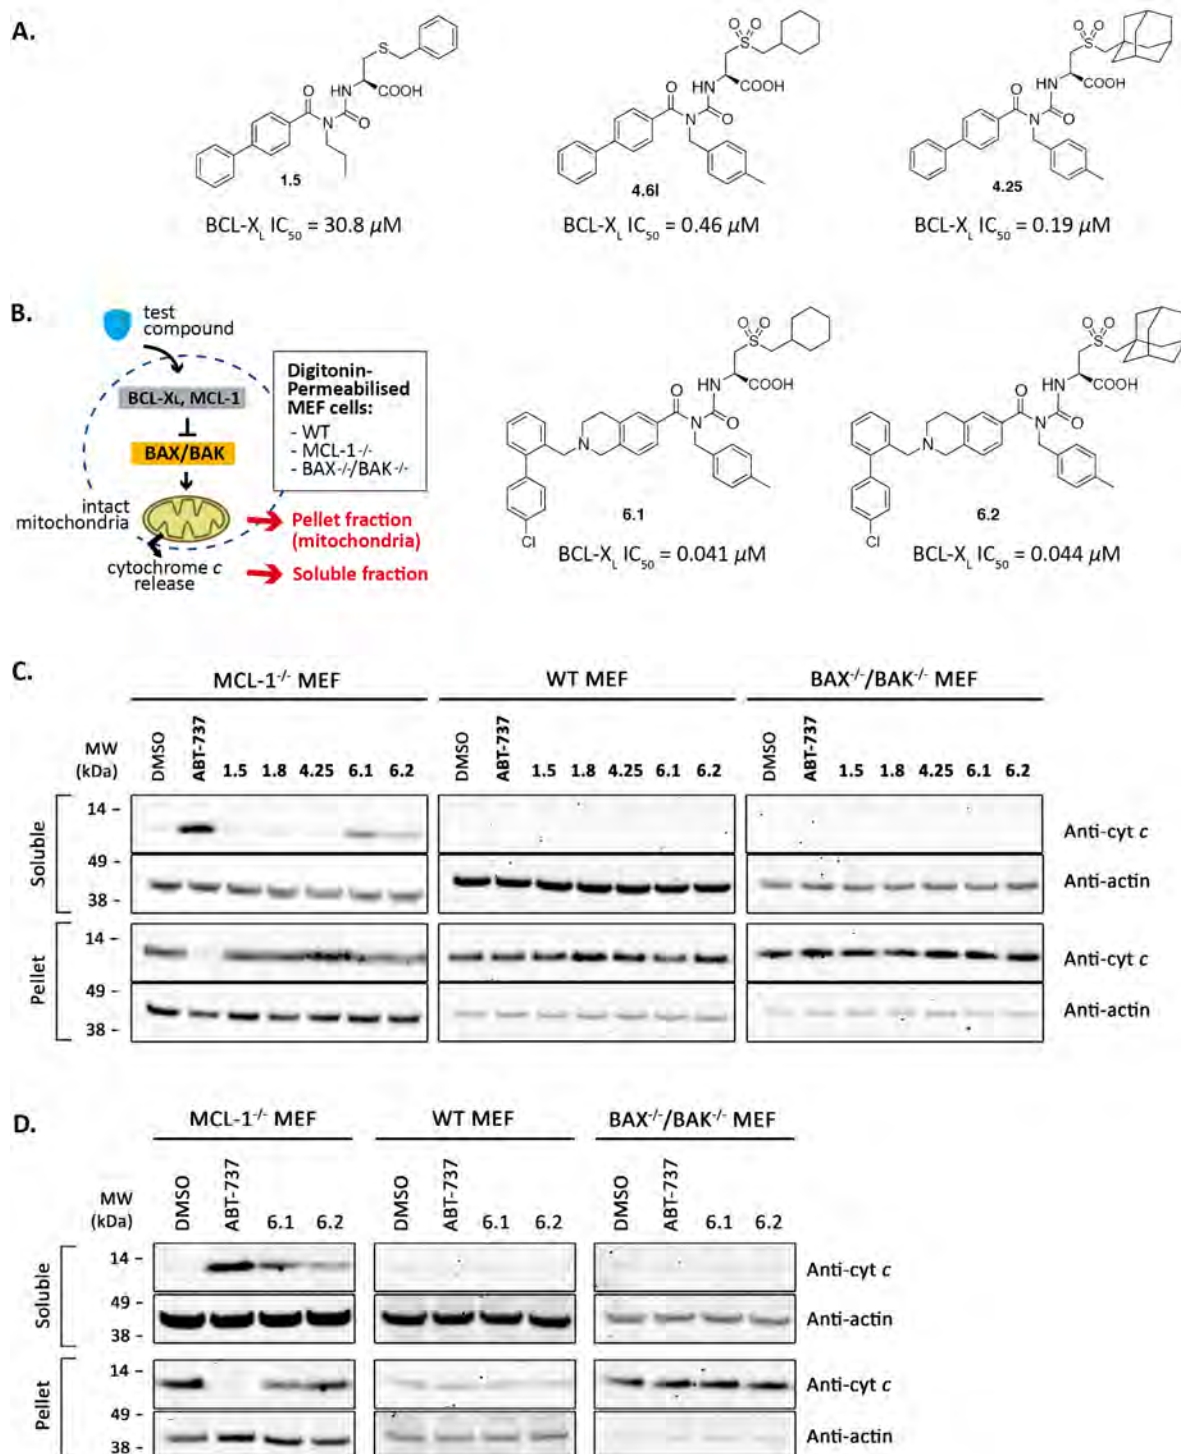 A.
O
HN
S
COOH
N
O
1.5
BCL-XL IC50 = 30.8 μM
O O
S
O
HN
COOH
N
O
4.6l
BCL-XL IC50 = 0.46 μM
O O
S
O
HN
COOH
N
O
4.25
BCL-XL IC50 = 0.19 μM
B.
test
compound
BCL-XL, MCL-1
BAX/BAK
intact
mitochondria
cytochrome c
release
Digitonin-
Permeabilised
MEF cells:
- WT
- MCL-1-/-
- BAX-/-/BAK-/-
Pellet fraction
(mitochondria)
Soluble fraction
O O
S
O
HN
COOH
N
O
N
Cl
6.1
BCL-XL IC50 = 0.041 μM
O O
S
O
HN
COOH
N
O
N
Cl
6.2
BCL-XL IC50 = 0.044 μM
C.
MCL-1-/- MEF WT MEF BAX-/-/BAK-/- MEF
MW
(kDa)
DMSO ABT-737 1.5 1.8 4.25 6.1 6.2 DMSO ABT-737 1.5 1.8 4.25 6.1 6.2 DMSO ABT-737 1.5 1.8 4.25 6.1 6.2
Soluble
14 – Anti-cyt c
49 –
38 – Anti-actin
Pellet
14 – Anti-cyt c
49 –
38 – Anti-actin
D.
MCL-1-/- MEF WT MEF BAX-/-/BAK-/- MEF
MW
(kDa)
DMSO ABT-737 6.1 6.2 DMSO ABT-737 6.1 6.2 DMSO ABT-737 6.1 6.2
Soluble
14 – Anti-cyt c
49 –
38 – Anti-actin
Pellet
14 – Anti-cyt c
49 –
38 – Anti-actin